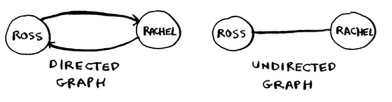 ROSS
RACHEL
DIRECTED
GRAPH
ROSS
RACHEL
UNDIRECTED
GRAPH